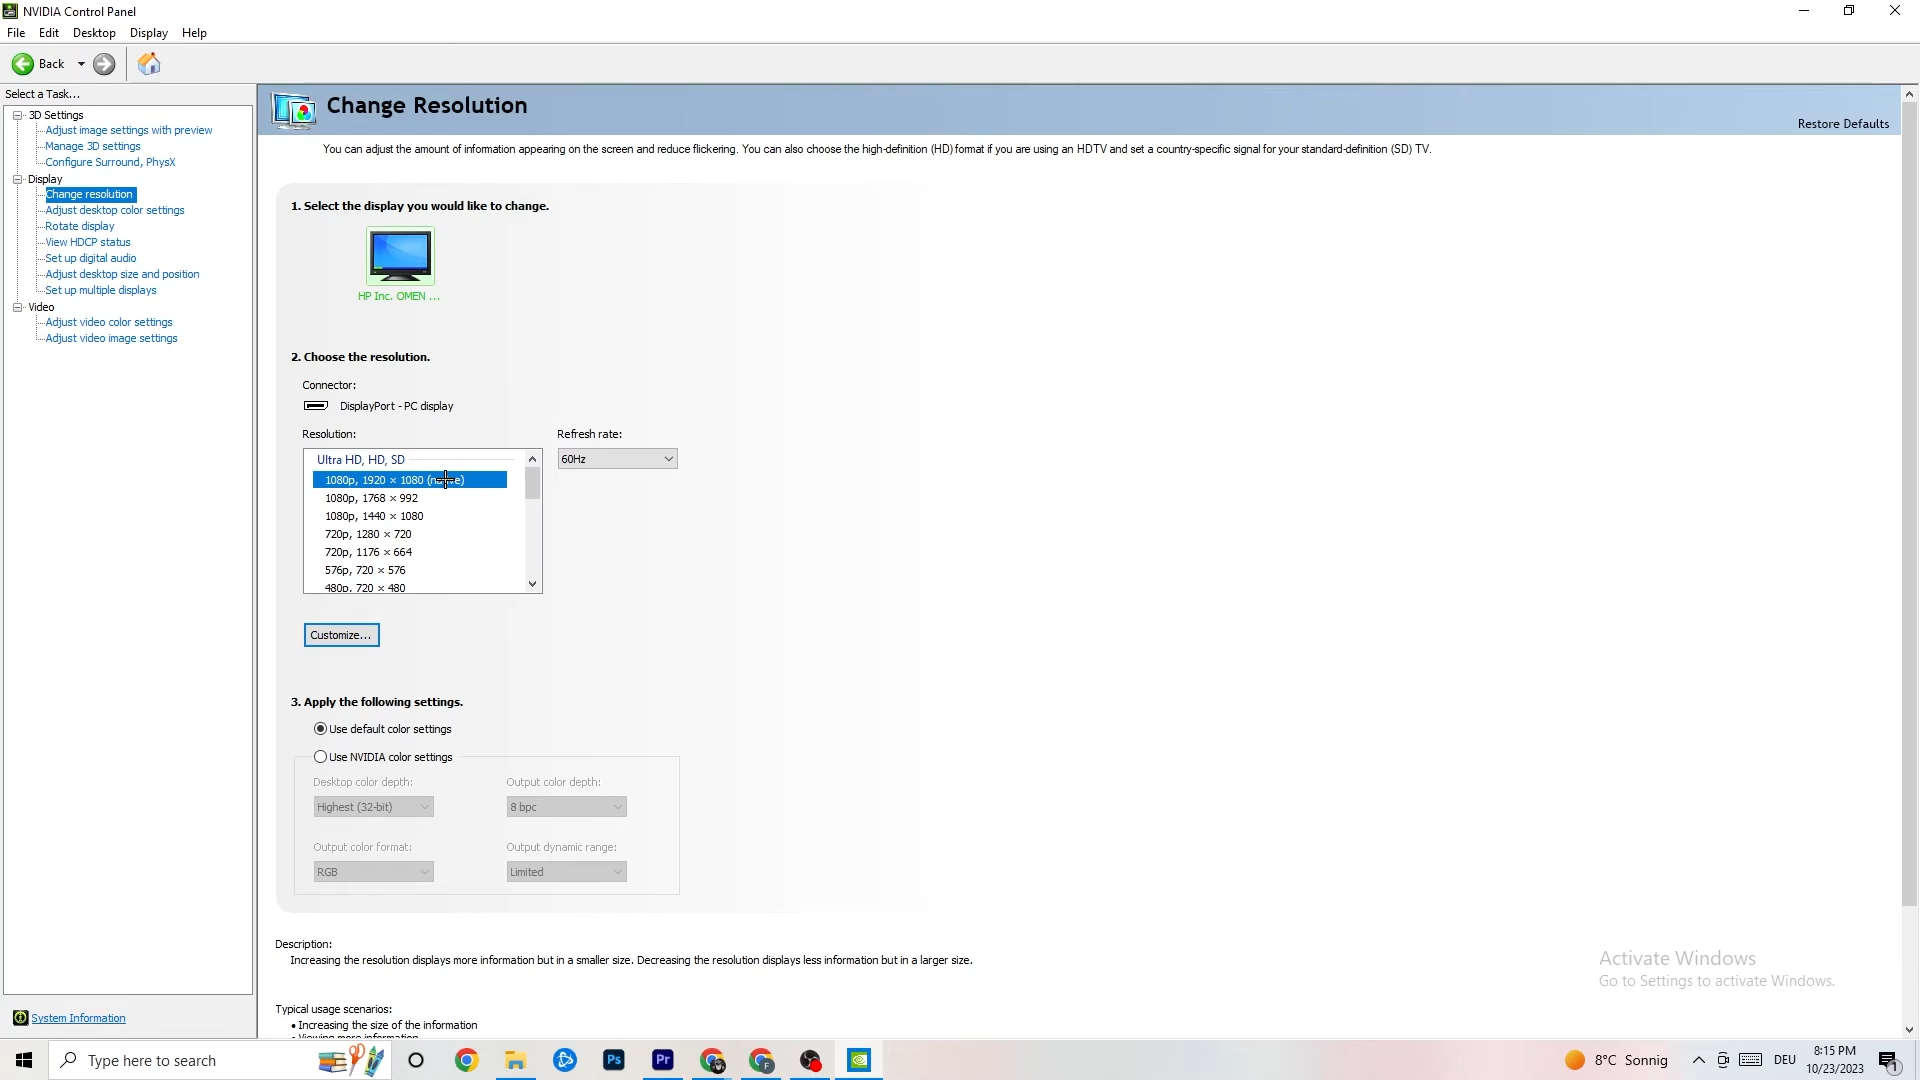 NVIDIA Control Panel
File Edit Desktop Display Help
Back
Select a Task...
3D Settings
Adjust image settings with preview
Manage 3D settings
Configure Surround, PhysX
Display
Change resolution
Adjust desktop color settings
Rotate display
View HDCP status
Set up digital audio
Adjust desktop size and position
Set up multiple displays
Video
Adjust video color settings
Adjust video image settings
System Information
Change Resolution
Restore Defaults
You can adjust the amount of information appearing on the screen and reduce flickering. You can also choose the high-definition (HD) format if you are using an HDTV and set a country-specific signal for your standard-definition (SD) TV.
1. Select the display you would like to change.
HP Inc. OMEN ...
2. Choose the resolution.
Connector:
DisplayPort - PC display
Resolution:
Refresh rate:
Ultra HD, HD, SD
60Hz
1080p, 1920 × 1080
1080p, 1768 × 992
1080p, 1440 × 1080
720p, 1280 × 720
720p, 1176 × 664
576p, 720 × 576
480p, 720 × 480
Customize...
3. Apply the following settings.
Use default color settings
Use NVIDIA color settings
Desktop color depth:
Output color depth:
Highest (32-bit)
8 bpc
Output color format:
Output dynamic range:
RGB
Limited
Description:
Increasing the resolution displays more information but in a smaller size. Decreasing the resolution displays less information but in a larger size.
Typical usage scenarios:
• Increasing the size of the information
• Viewing more information
Activate Windows
Go to Settings to activate Windows.
Type here to search
Ps
Pr
F
8°C Sonnig
DEU
8:15 PM
10/23/2023
1